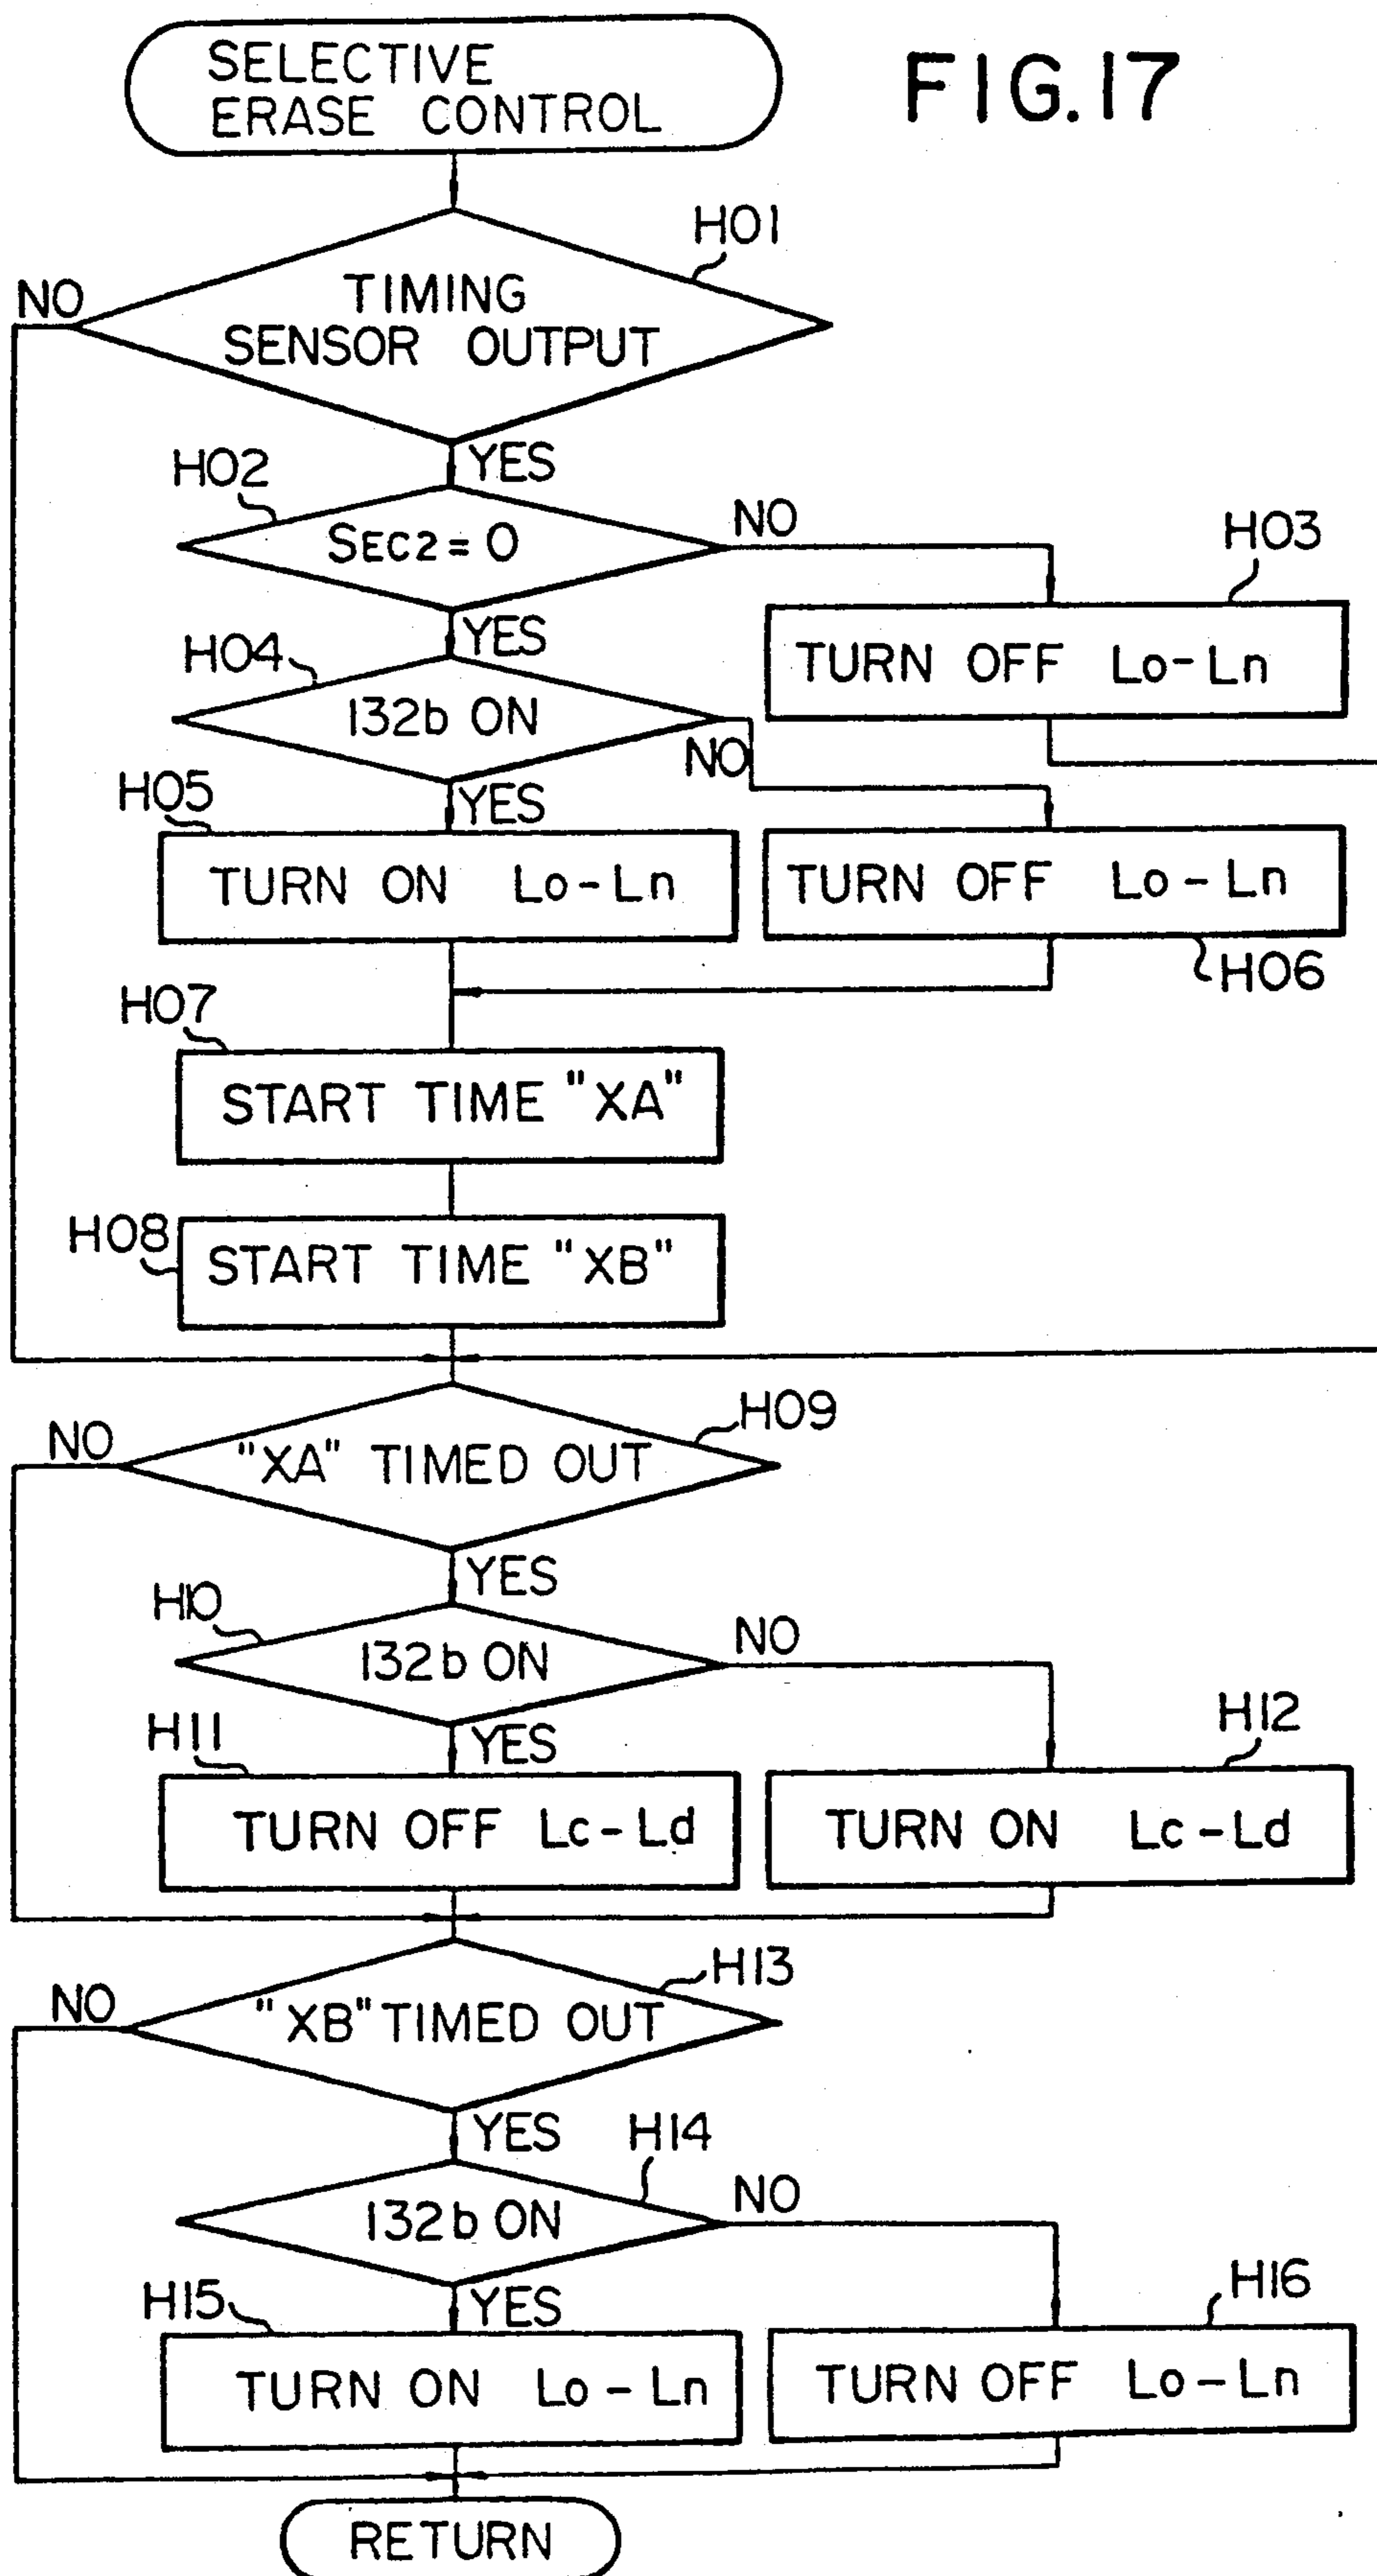 FIG.17
SELECTIVE
ERASE CONTROL
H01
NO
TIMING
SENSOR OUTPUT
YES
H02
NO
SEC2 = 0
H03
YES
TURN OFF Lo-Ln
H04
132b ON
NO
H05
YES
TURN ON Lo-Ln
TURN OFF Lo-Ln
H06
H07
START TIME "XA"
H08
START TIME "XB"
H09
NO
"XA" TIMED OUT
YES
H10
NO
132b ON
H11
YES
H12
TURN OFF Lc-Ld
TURN ON Lc-Ld
H13
NO
"XB" TIMED OUT
YES
H14
NO
132b ON
H15
YES
H16
TURN ON Lo-Ln
TURN OFF Lo-Ln
RETURN